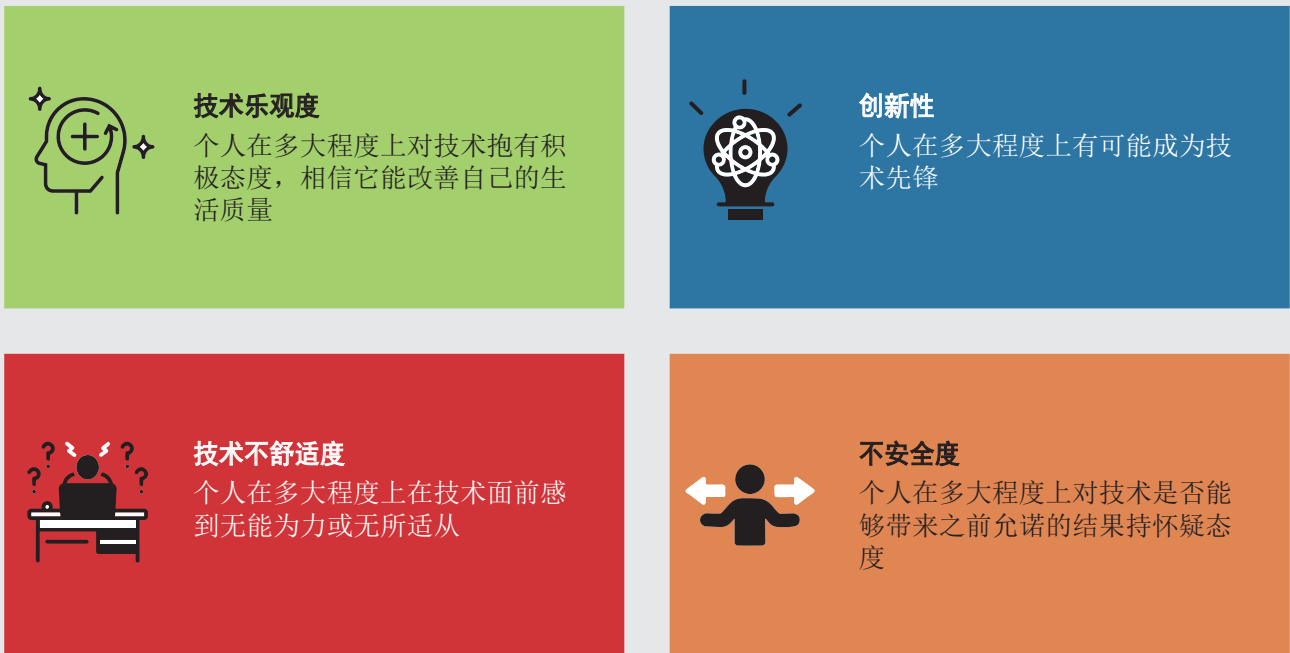 技术乐观度
个人在多大程度上对技术抱有积
极态度，相信它能改善自己的生
活质量
创新性
个人在多大程度上有可能成为技
术先锋
技术不舒适度
个人在多大程度上在技术面前感
到无能为力或无所适从
不安全度
个人在多大程度上对技术是否能
够带来之前允诺的结果持怀疑态
度